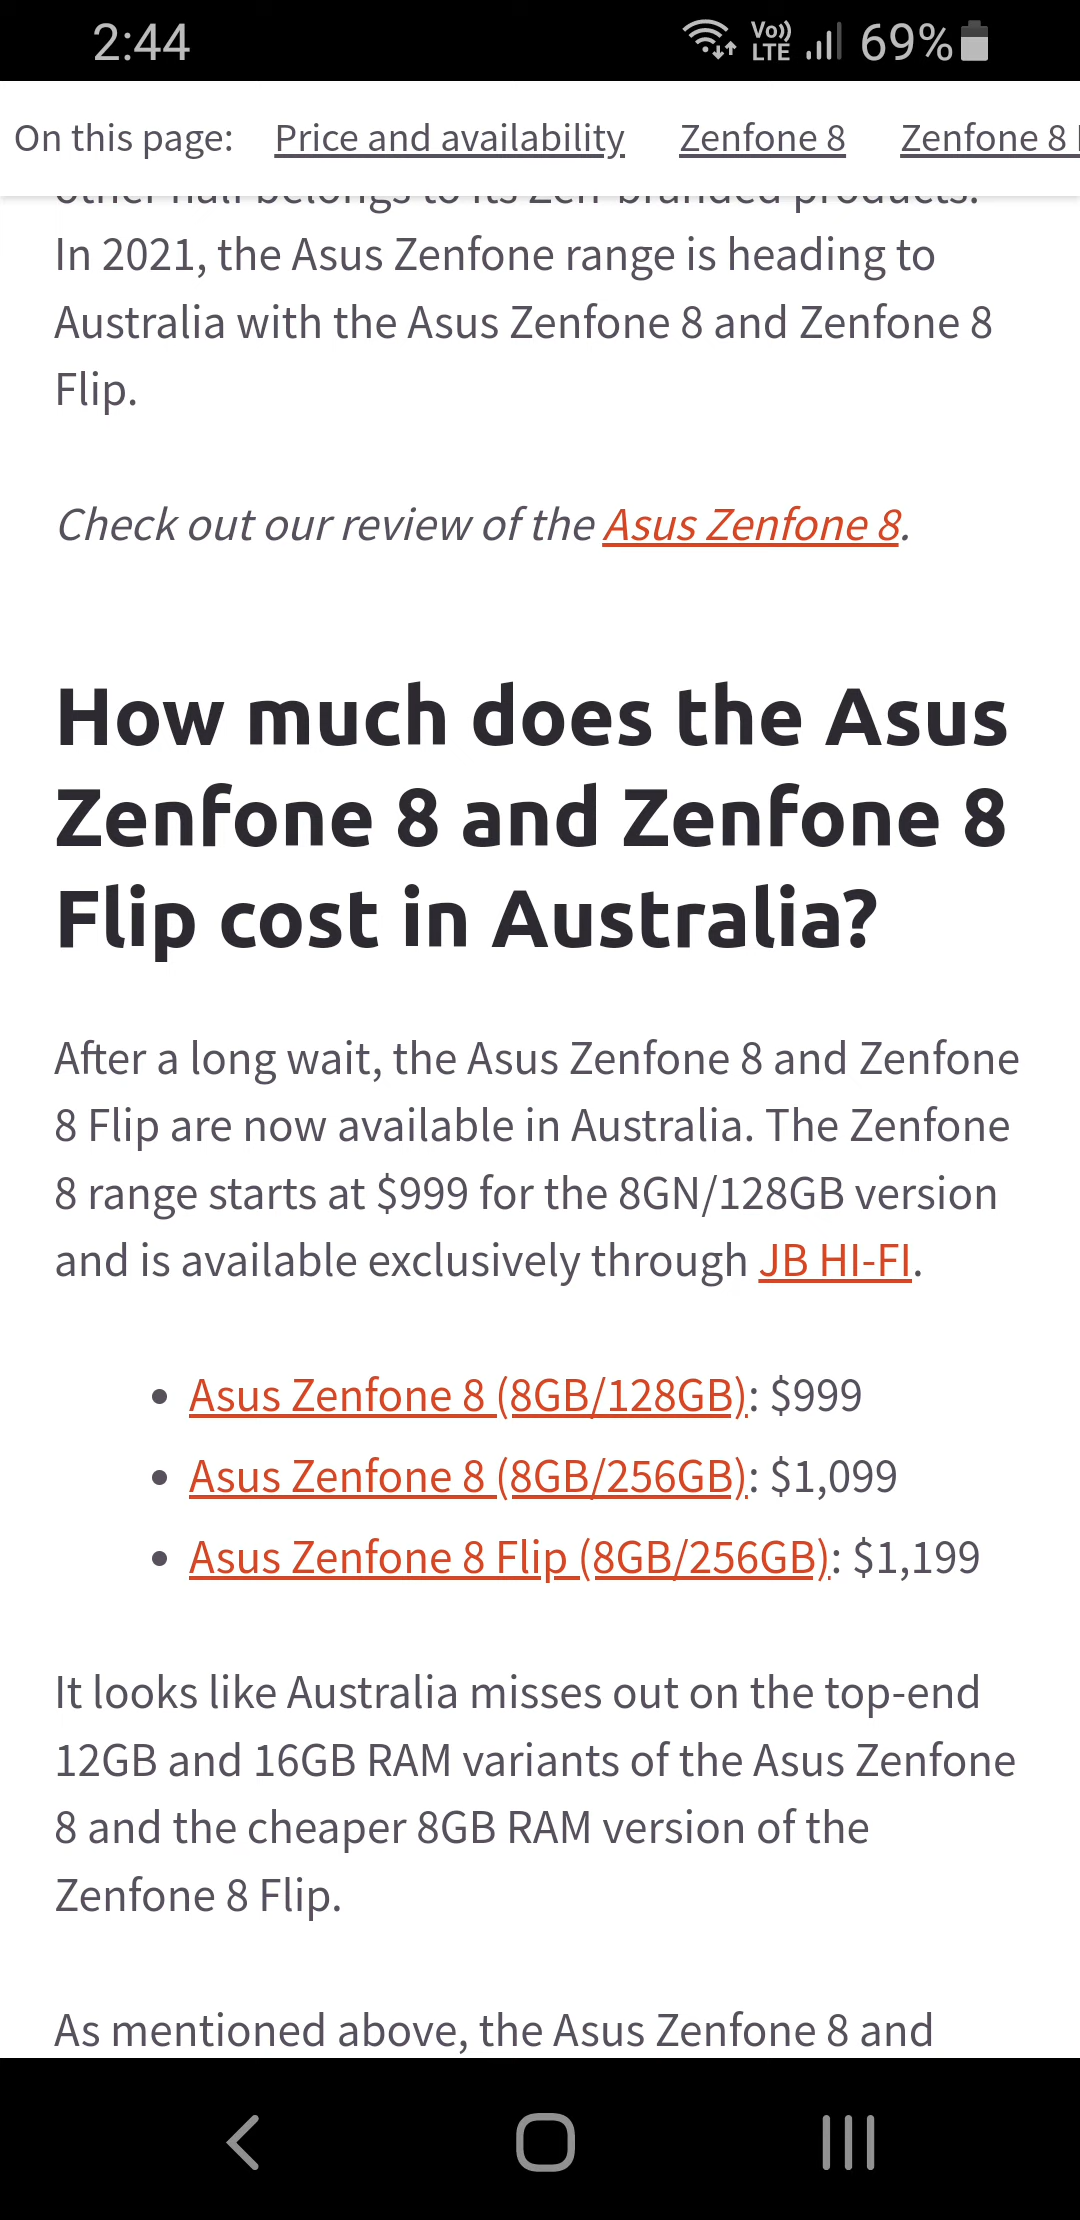 2:44
Vo)) LTE 69%
On this page: Price and availability Zenfone 8 Zenfone 8
other half belongs to its Zen-branded products.
In 2021, the Asus Zenfone range is heading to
Australia with the Asus Zenfone 8 and Zenfone 8
Flip.
Check out our review of the Asus Zenfone 8.
How much does the Asus
Zenfone 8 and Zenfone 8
Flip cost in Australia?
After a long wait, the Asus Zenfone 8 and Zenfone
8 Flip are now available in Australia. The Zenfone
8 range starts at $999 for the 8GN/128GB version
and is available exclusively through JB HI-FI.
• Asus Zenfone 8 (8GB/128GB): $999
• Asus Zenfone 8 (8GB/256GB): $1,099
• Asus Zenfone 8 Flip (8GB/256GB): $1,199
It looks like Australia misses out on the top-end
12GB and 16GB RAM variants of the Asus Zenfone
8 and the cheaper 8GB RAM version of the
Zenfone 8 Flip.
As mentioned above, the Asus Zenfone 8 and